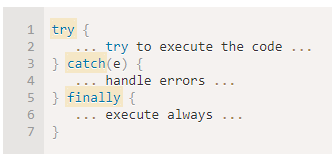 1 try {
2    ... try to execute the code ...
3 } catch(e) {
4    ... handle errors ...
5 } finally {
6    ... execute always ...
7 }